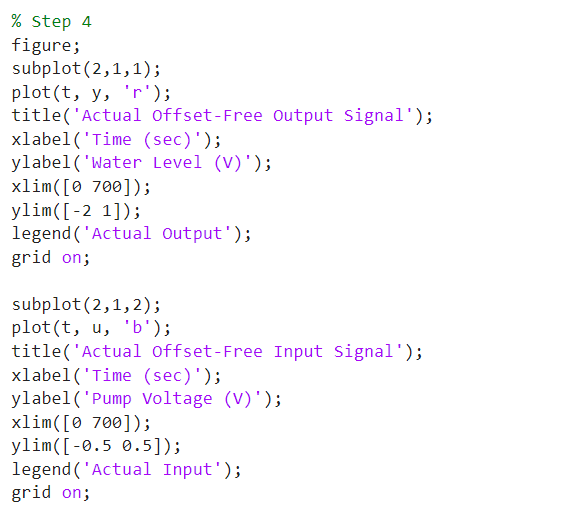 % Step 4
figure;
subplot(2,1,1);
plot(t, y, 'r');
title('Actual Offset-Free Output Signal');
xlabel('Time (sec)');
ylabel('Water Level (V)');
xlim([0 700]);
ylim([-2 1]);
legend('Actual Output');
grid on;
subplot(2,1,2);
plot(t, u, 'b');
title('Actual Offset-Free Input Signal');
xlabel('Time (sec)');
ylabel('Pump Voltage (V)');
xlim([0 700]);
ylim([-0.5 0.5]);
legend('Actual Input');
grid on;